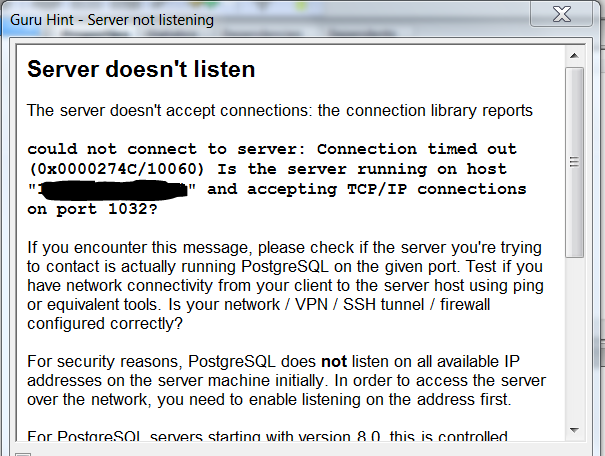 Guru Hint - Server not listening
Server doesn't listen
The server doesn't accept connections: the connection library reports
could not connect to server: Connection timed out
(0x0000274C/10060) Is the server running on host
" " and accepting TCP/IP connections
on port 1032?
If you encounter this message, please check if the server you're trying
to contact is actually running PostgreSQL on the given port. Test if you
have network connectivity from your client to the server host using ping
or equivalent tools. Is your network / VPN / SSH tunnel / firewall
configured correctly?
For security reasons, PostgreSQL does not listen on all available IP
addresses on the server machine initially. In order to access the server
over the network, you need to enable listening on the address first.
For PostgreSQL servers starting with version 8.0, this is controlled